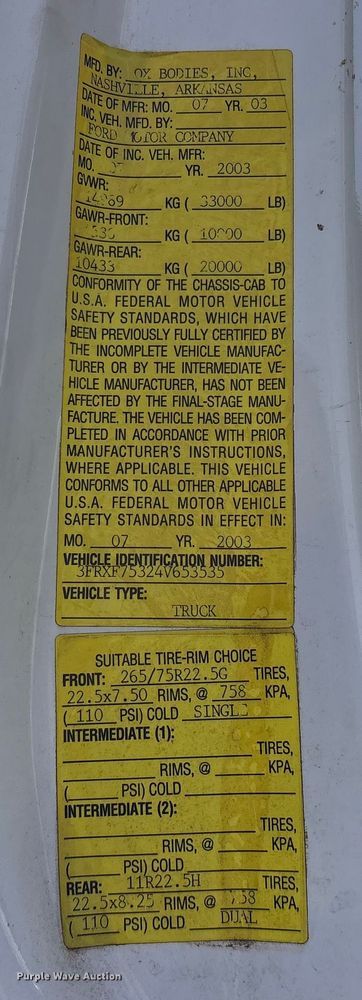 MFD. BY: OX BODIES, INC,
NASHVILLE, ARKANSAS
DATE OF MFR: MO. 07 YR. 03
INC. VEH. MFD. BY:
FORD MOTOR COMPANY
DATE OF INC. VEH. MFR:
MO. YR. 2003
GVWR:
KG ( 33000 LB)
GAWR-FRONT:
KG ( LB)
GAWR-REAR:
10433 KG ( 20000 LB)
CONFORMITY OF THE CHASSIS-CAB TO
U.S.A. FEDERAL MOTOR VEHICLE
SAFETY STANDARDS, WHICH HAVE
BEEN PREVIOUSLY FULLY CERTIFIED BY
THE INCOMPLETE VEHICLE MANUFAC-
TURER OR BY THE INTERMEDIATE VE-
HICLE MANUFACTURER, HAS NOT BEEN
AFFECTED BY THE FINAL-STAGE MANU-
FACTURE. THE VEHICLE HAS BEEN COM-
PLETED IN ACCORDANCE WITH PRIOR
MANUFACTURER'S INSTRUCTIONS,
WHERE APPLICABLE. THIS VEHICLE
CONFORMS TO ALL OTHER APPLICABLE
U.S.A. FEDERAL MOTOR VEHICLE
SAFETY STANDARDS IN EFFECT IN:
MO. 07 YR. 2003
VEHICLE IDENTIFICATION NUMBER:
3FRXF75324V653535
VEHICLE TYPE:
TRUCK
SUITABLE TIRE-RIM CHOICE
FRONT: 265/75R22.5G TIRES,
22.5x7.50 RIMS, @ 758 KPA,
( 110 PSI) COLD SINGLE
INTERMEDIATE (1):
TIRES,
RIMS, @ KPA,
( PSI) COLD
INTERMEDIATE (2):
TIRES,
RIMS, @ KPA,
( PSI) COLD
REAR: 11R22.5H TIRES,
22.5x8.25 RIMS, @ 758 KPA,
( 110 PSI) COLD DUAL
Purple Wave Auction